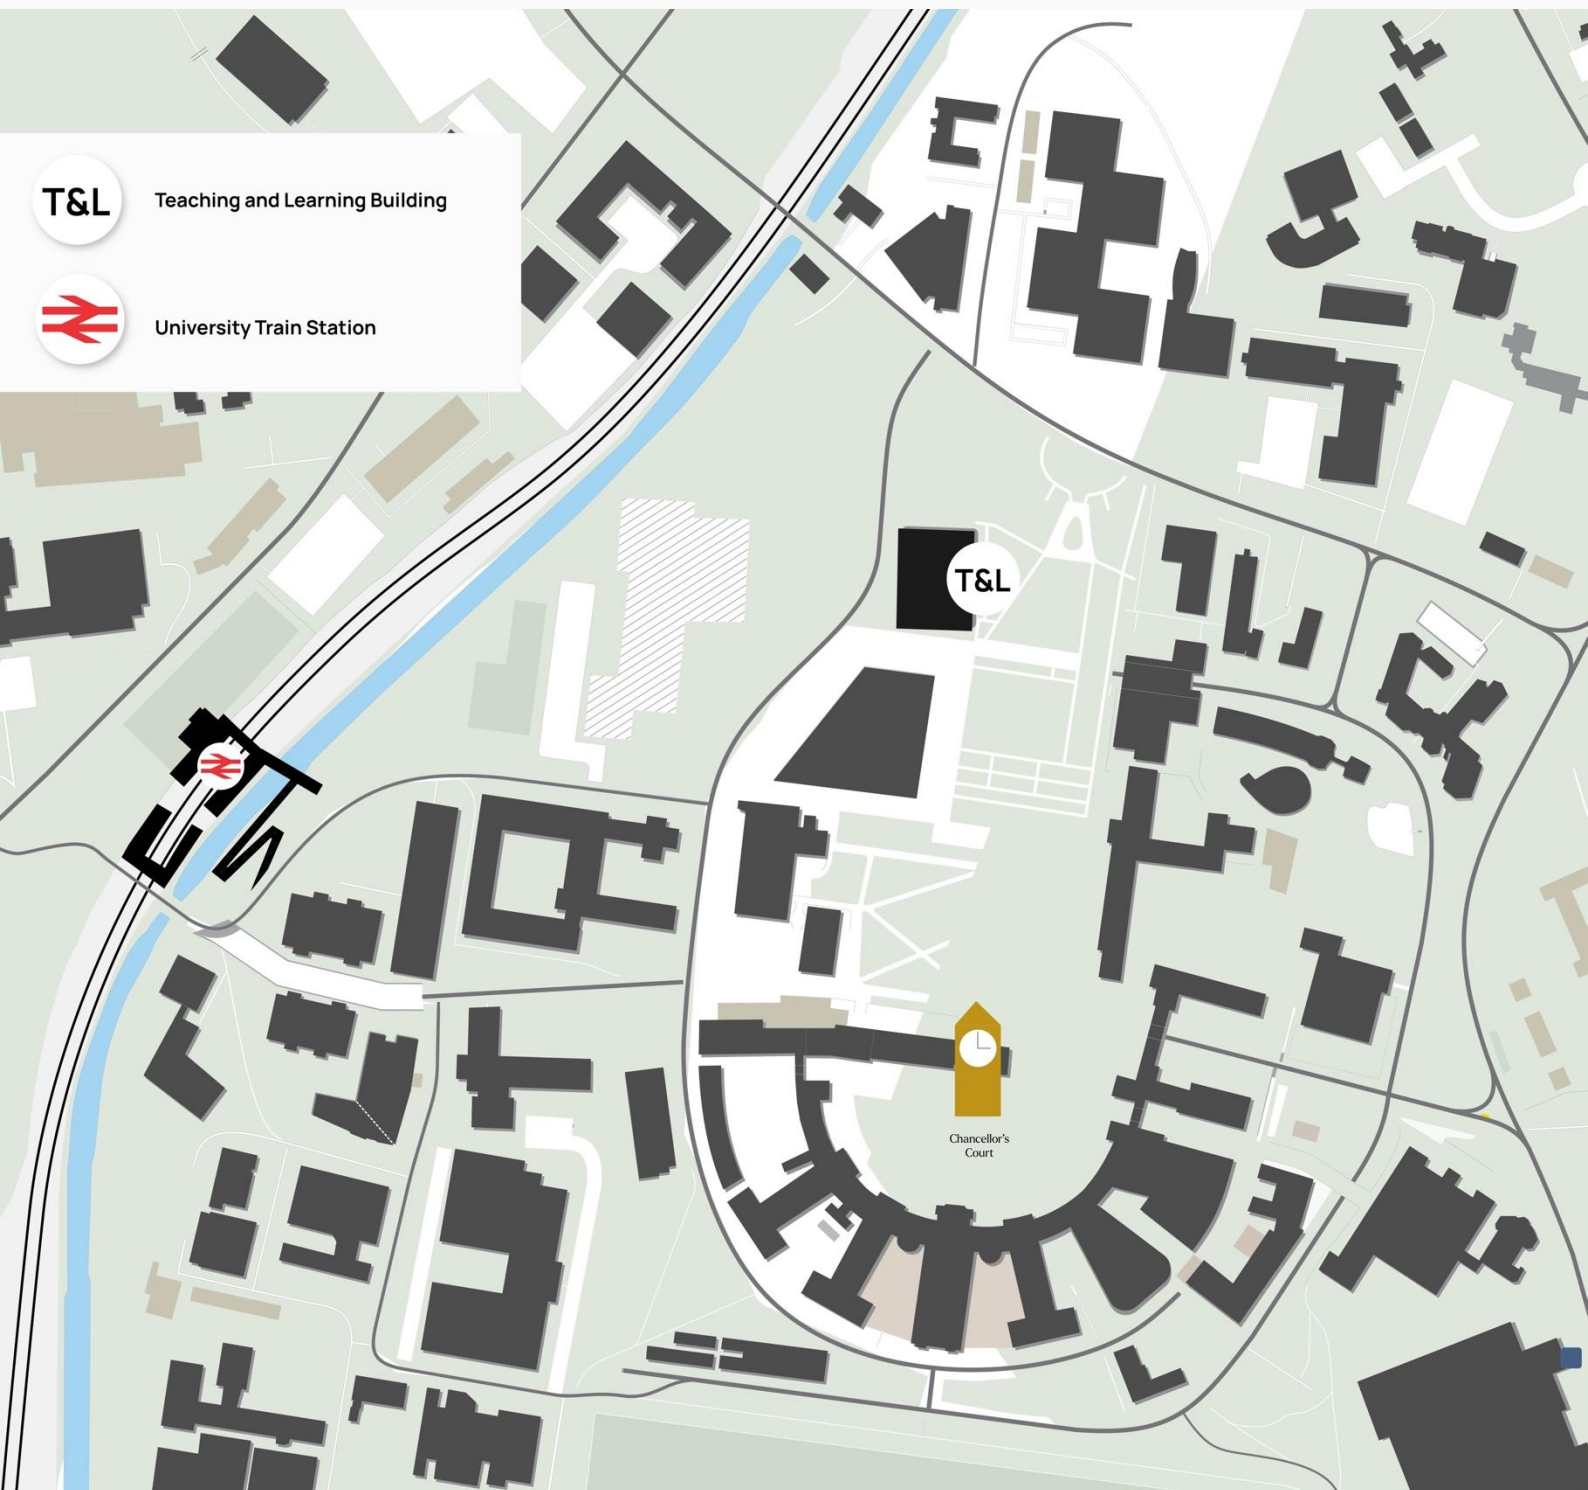 T&L
Teaching and Learning Building
University Train Station
T&L
Chancellor's
Court